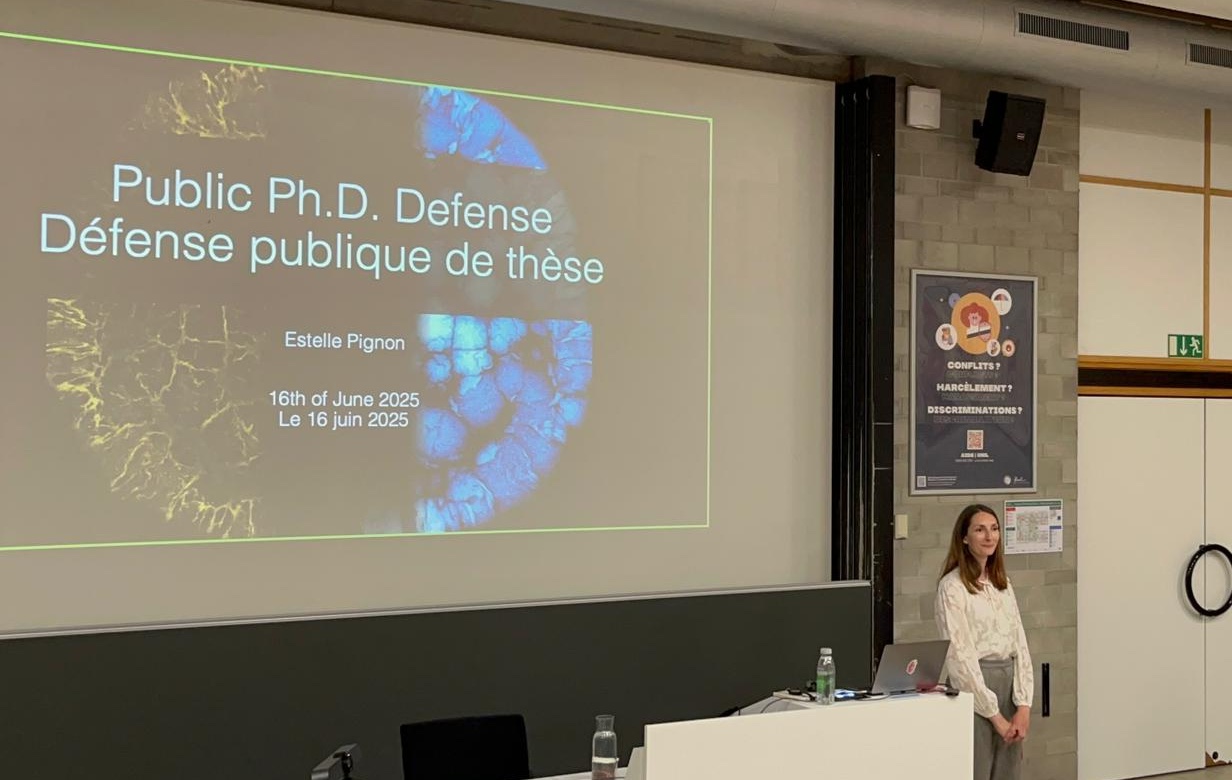 Public Ph.D. Defense
Défense publique de thèse
Estelle Pignon
16th of June 2025
Le 16 juin 2025
CONFLITS ?
HARCÈLEMENT ?
DISCRIMINATIONS ?